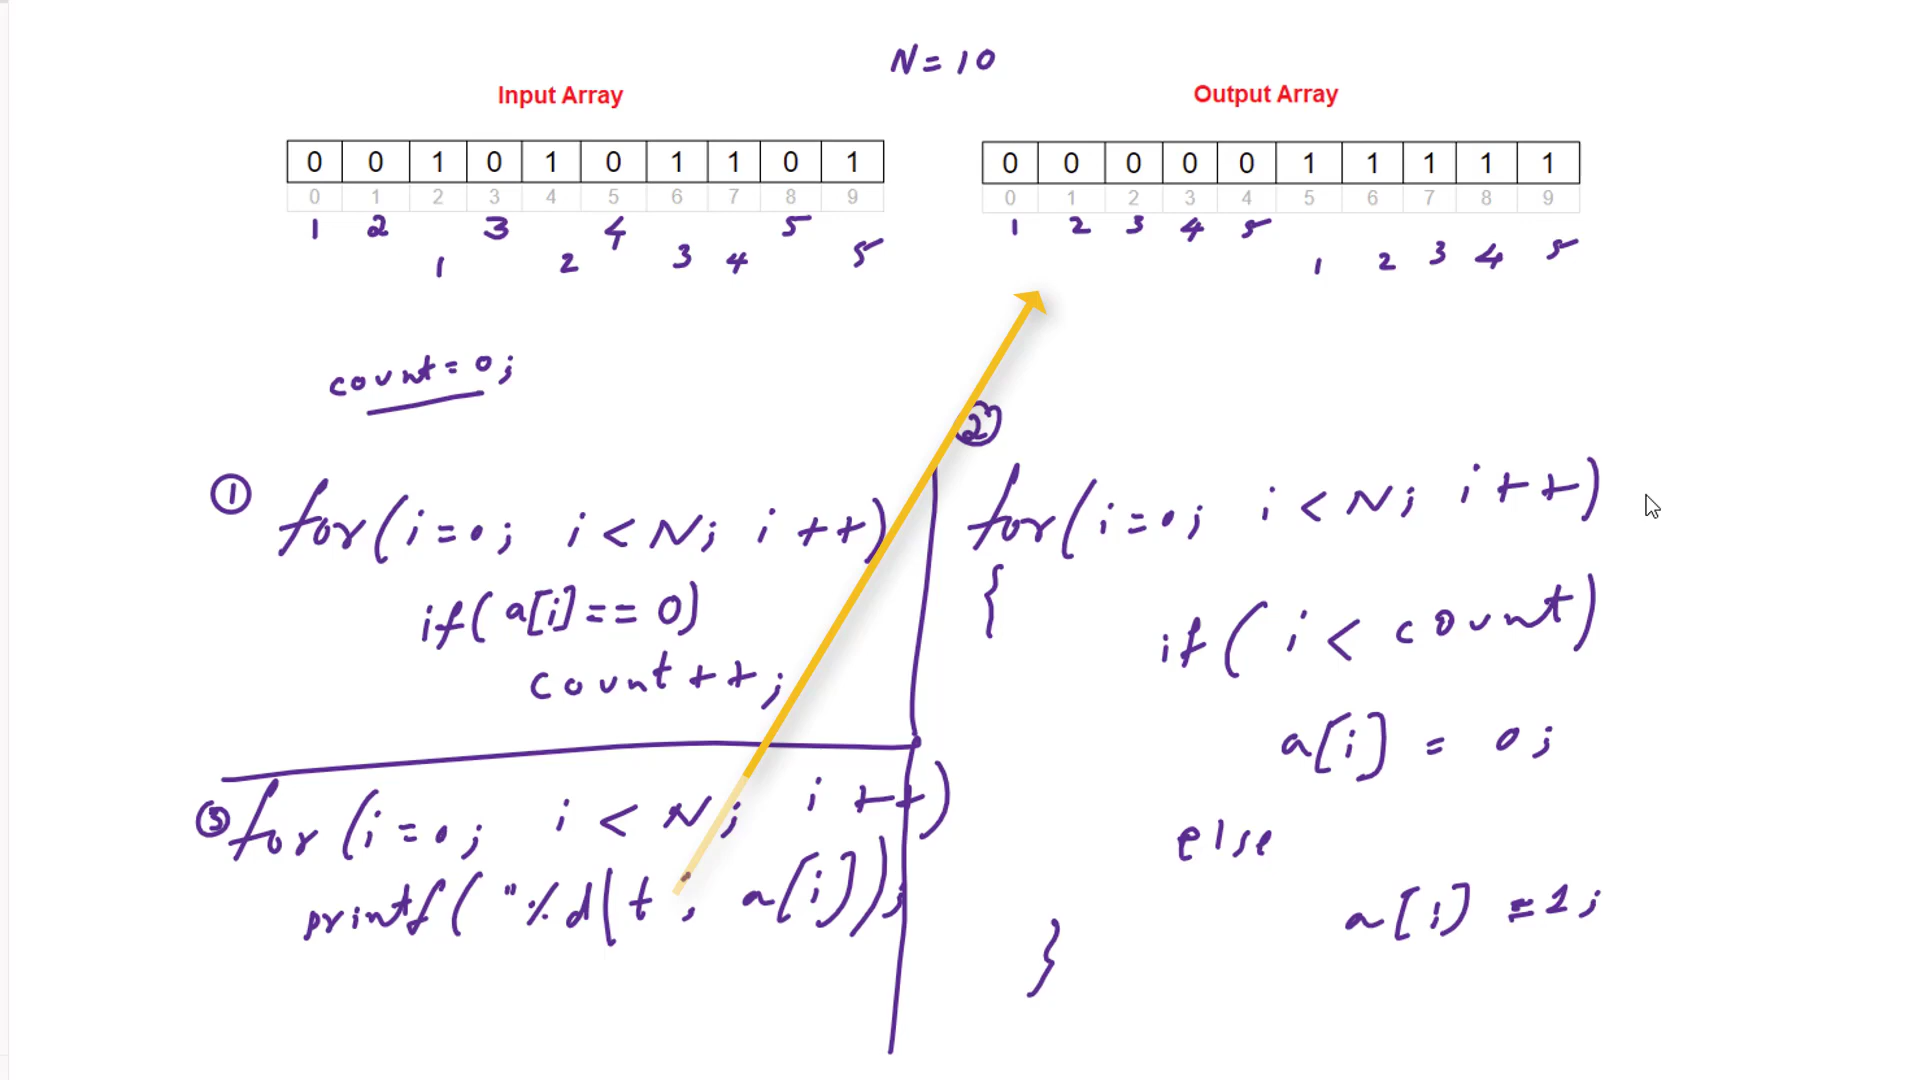 N = 10
Input Array
0 0 1 0 1 0 1 1 0 1
0 1 2 3 4 5 6 7 8 9
1 2 3 4 5
1 2 3 4 5
Output Array
0 0 0 0 0 1 1 1 1 1
0 1 2 3 4 5 6 7 8 9
1 2 3 4 5
1 2 3 4 5
count = 0;
1 for(i=0; i < N; i ++)
if( a[i] == 0)
count ++;
2
for(i=0; i < N; i ++)
{
if( i < count)
a[i] = 0;
else
a[i] = 1;
}
3 for (i=0; i < N; i ++)
printf( "%d\t", a[i]);